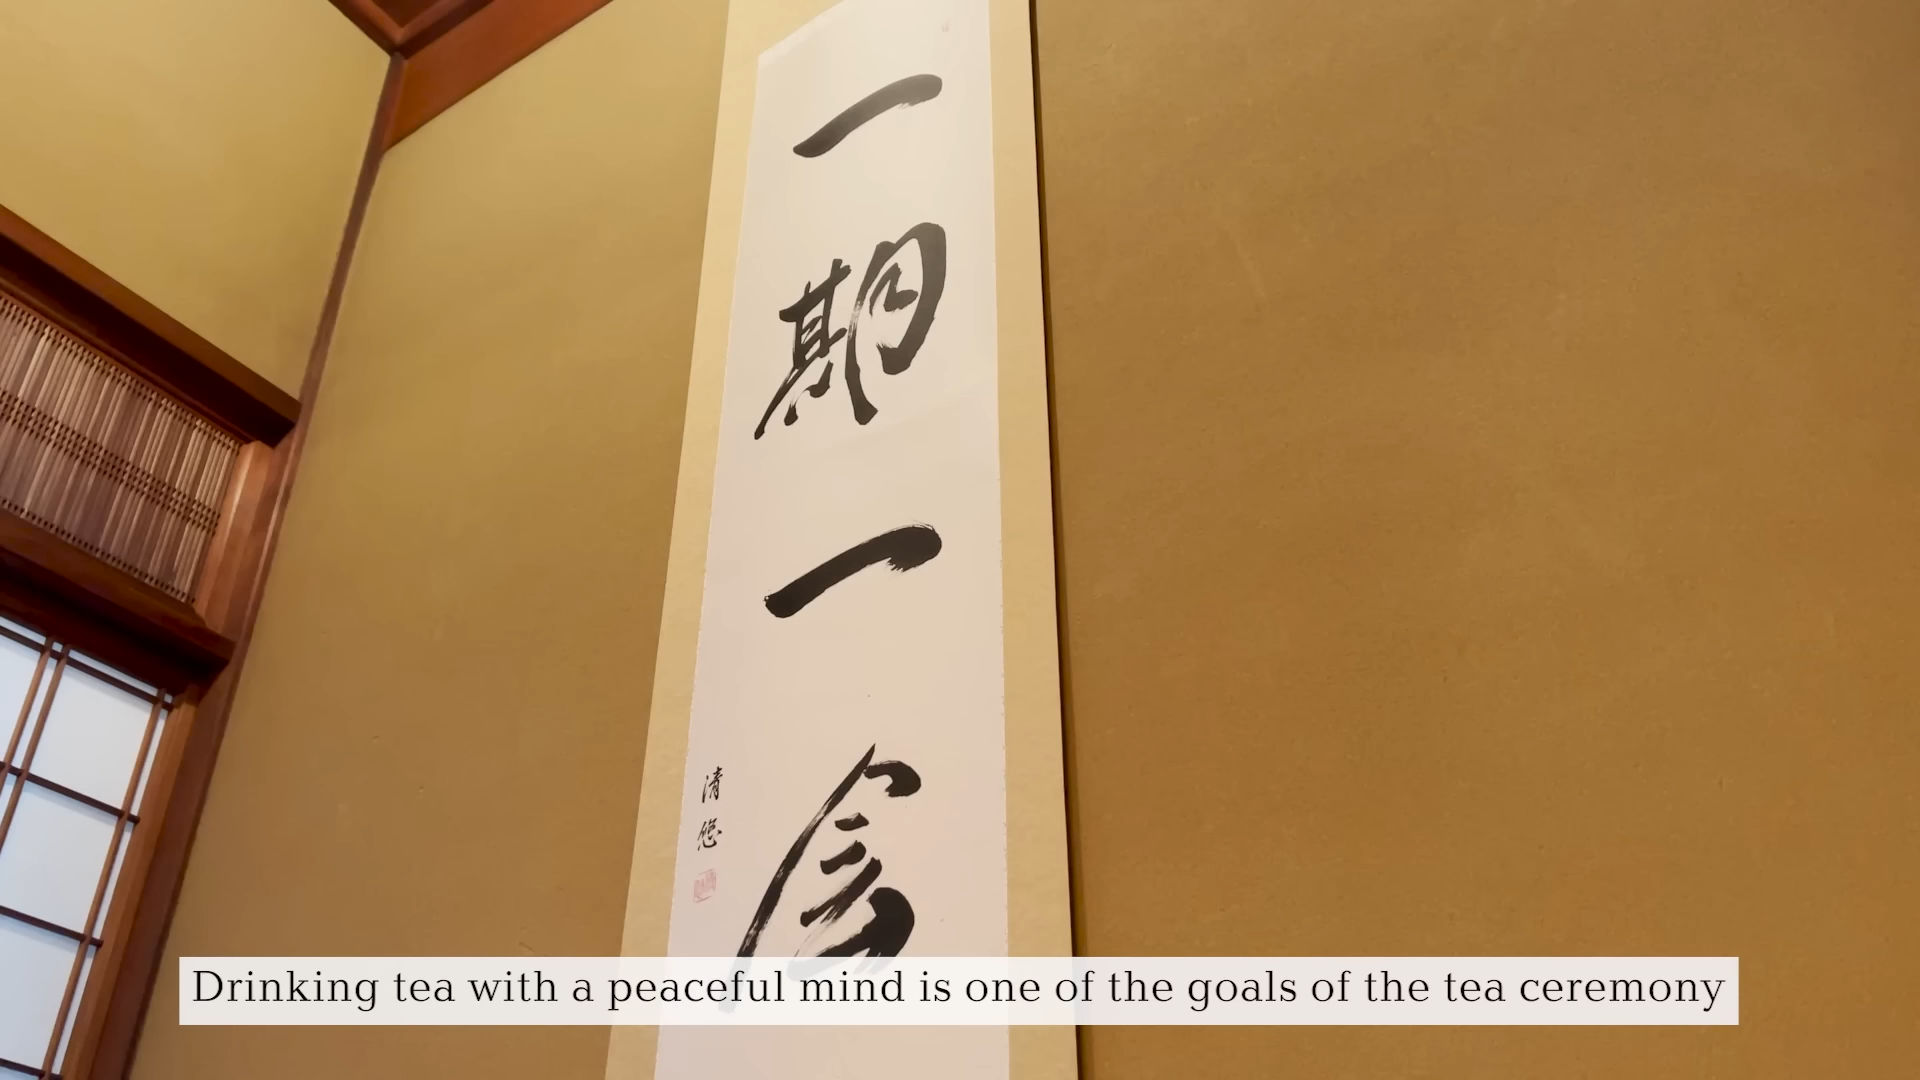 一期一会
清悠
Drinking tea with a peaceful mind is one of the goals of the tea ceremony